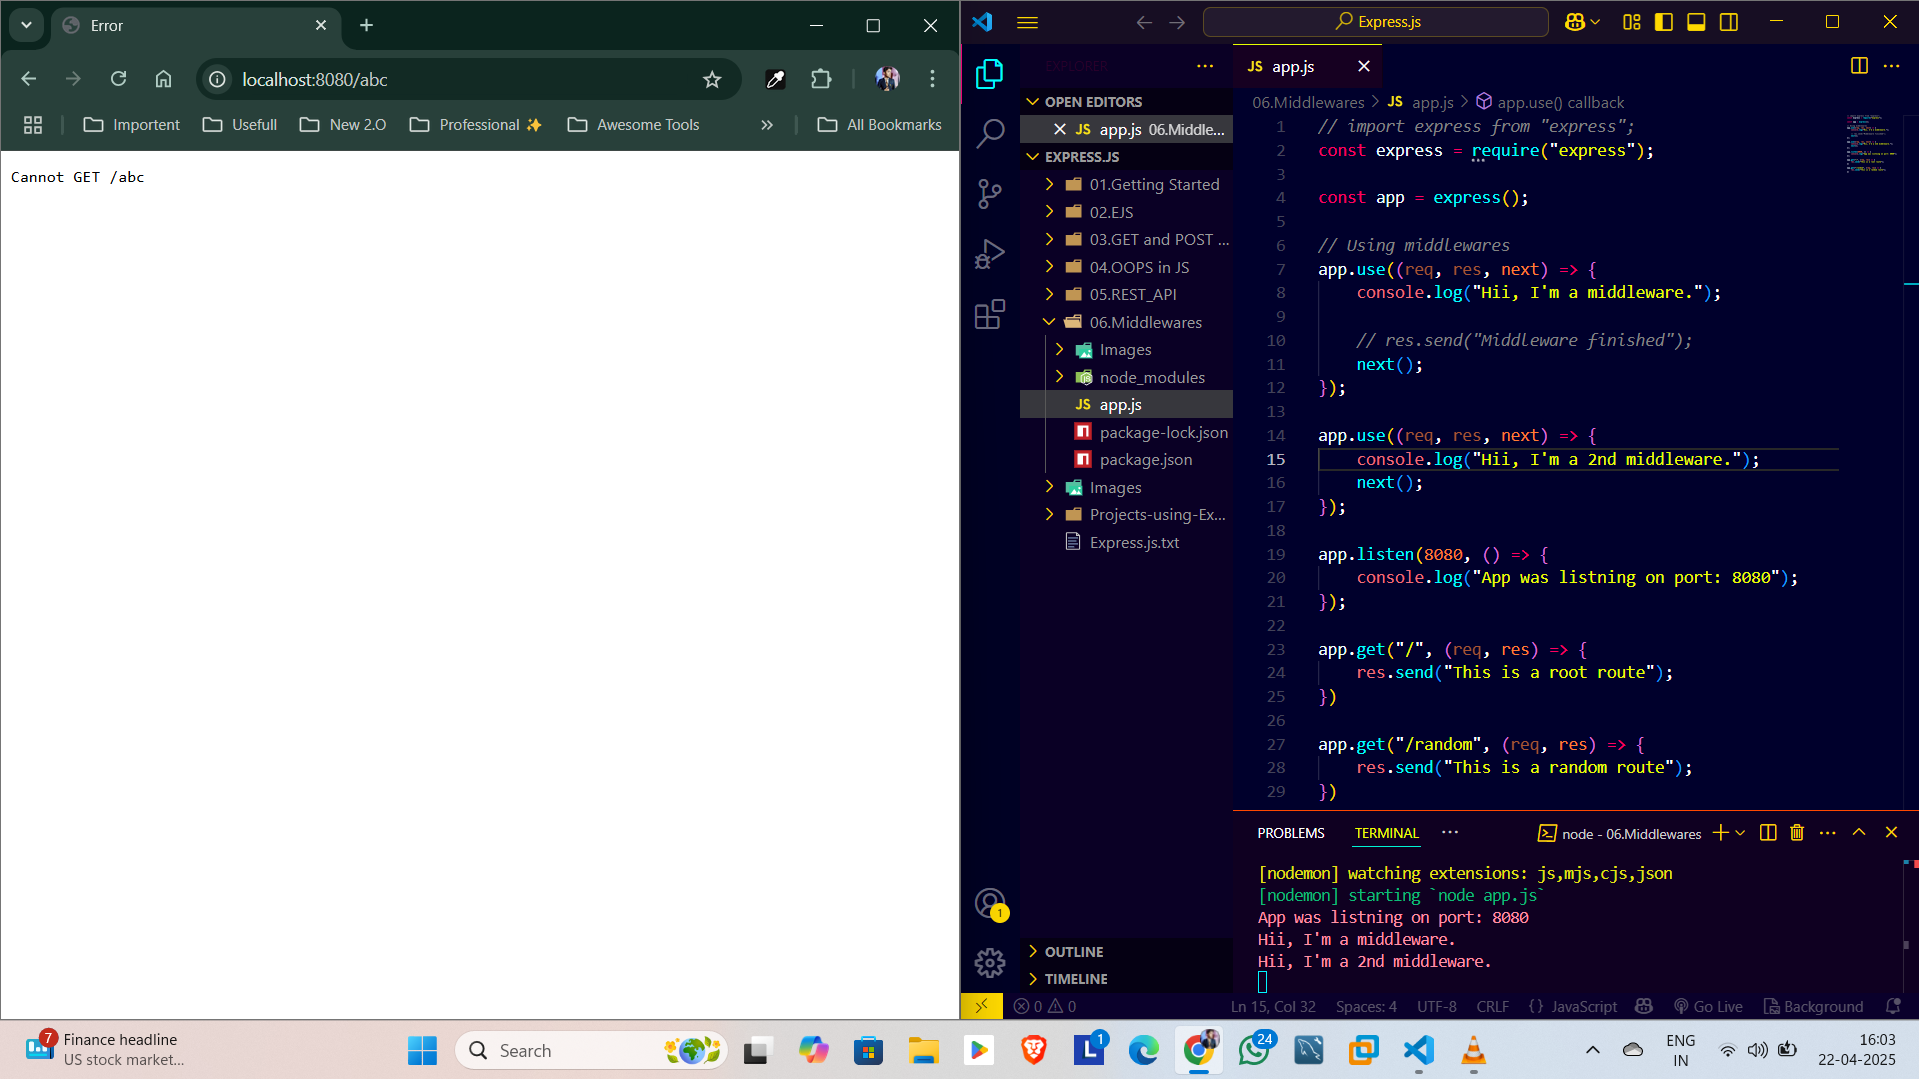 Error
localhost:8080/abc
Importent
Usefull
New 2.O
Professional ✨
Awesome Tools
»
All Bookmarks
Cannot GET /abc
Express.js
EXPLORER
OPEN EDITORS
JS app.js 06.Middle...
EXPRESS.JS
01.Getting Started
02.EJS
03.GET and POST ...
04.OOPS in JS
05.REST_API
06.Middlewares
Images
node_modules
JS app.js
package-lock.json
package.json
Images
Projects-using-Ex...
Express.js.txt
OUTLINE
TIMELINE
JS app.js
06.Middlewares > JS app.js > app.use() callback
1 // import express from "express";
2 const express = require("express");
3
4 const app = express();
5
6 // Using middlewares
7 app.use((req, res, next) => {
8 console.log("Hii, I'm a middleware.");
9
10 // res.send("Middleware finished");
11 next();
12 });
13
14 app.use((req, res, next) => {
15 console.log("Hii, I'm a 2nd middleware.");
16 next();
17 });
18
19 app.listen(8080, () => {
20 console.log("App was listning on port: 8080");
21 });
22
23 app.get("/", (req, res) => {
24 res.send("This is a root route");
25 })
26
27 app.get("/random", (req, res) => {
28 res.send("This is a random route");
29 })
PROBLEMS TERMINAL ... node - 06.Middlewares
[nodemon] watching extensions: js,mjs,cjs,json
[nodemon] starting `node app.js`
App was listning on port: 8080
Hii, I'm a middleware.
Hii, I'm a 2nd middleware.
1
0 0 Ln 15, Col 32 Spaces: 4 UTF-8 CRLF {} JavaScript Go Live Background
7
Finance headline
US stock market...
Search
L 1
24
ENG
IN
16:03
22-04-2025